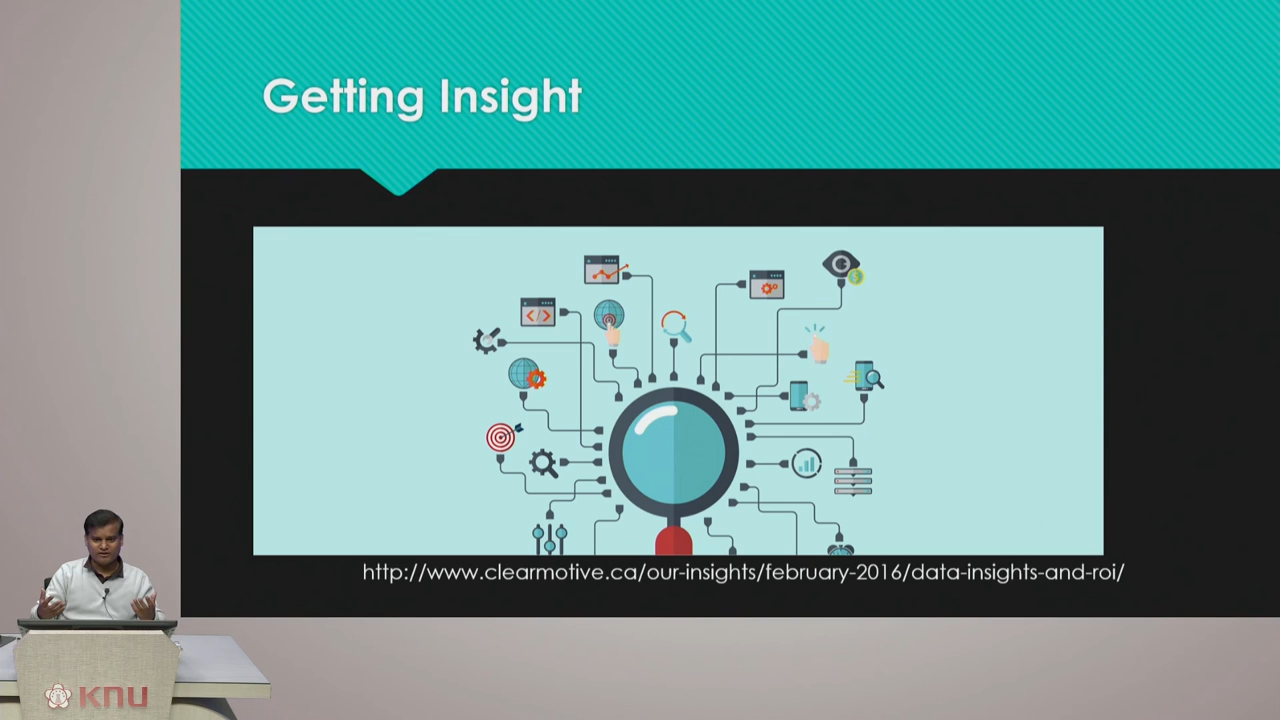 Getting Insight
</>
http://www.clearmotive.ca/our-insights/february-2016/data-insights-and-roi/
KNU